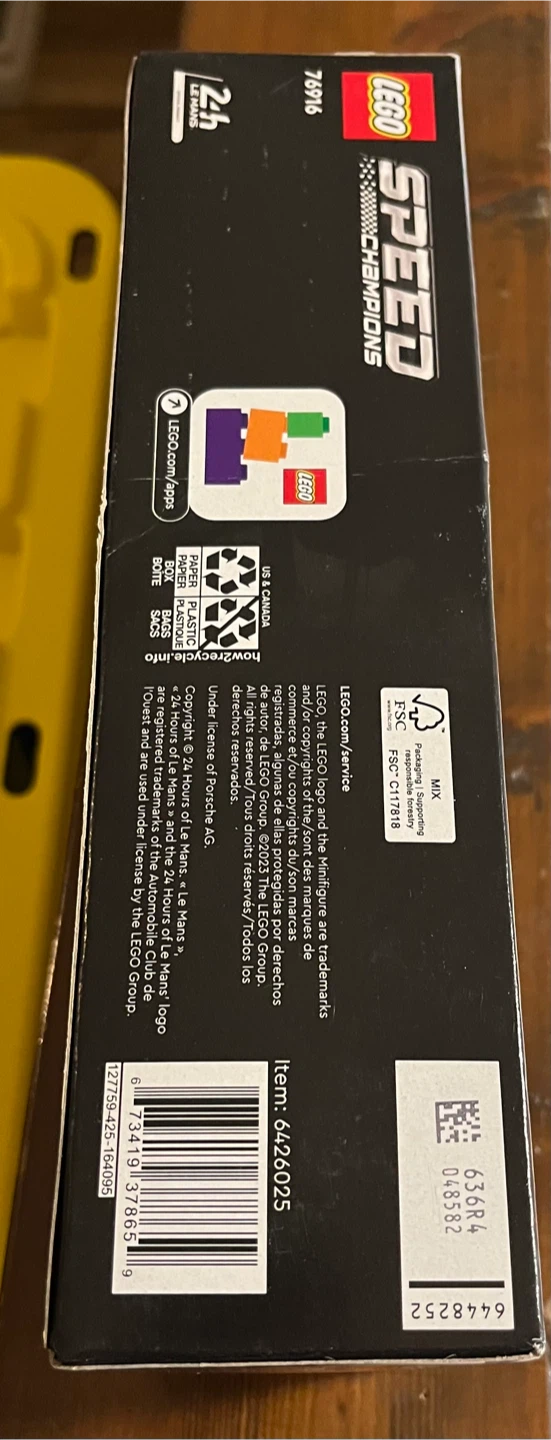 LEGO
SPEED
CHAMPIONS
76916
24h
LE MANS
LEGO
LEGO.com/apps
US & CANADA
PAPER
PAPIER
PLASTIC
PLASTIQUE
BOX
BOÎTE
BAGS
SACS
how2recycle.info
MIX
Packaging | Supporting
responsible forestry
FSC
www.fsc.org
FSC™ C117818
LEGO.com/service
LEGO, the LEGO logo and the Minifigure are trademarks
and/or copyrights of the/sont des marques de
commerce et/ou copyrights du/son marcas
registradas, algunas de ellas protegidas por derechos
de autor, de LEGO Group. ©2023 The LEGO Group.
All rights reserved/Tous droits réservés/Todos los
derechos reservados.
Under license of Porsche AG.
Copyright © 24 Hours of Le Mans. « Le Mans »,
« 24 Hours of Le Mans » and the 24 Hours of Le Mans' logo
are registered trademarks of the Automobile Club de
l'Ouest and are used under license by the LEGO Group.
636R4
048582
6448252
Item: 6426025
6 73419 37865 9
127759-425-164095